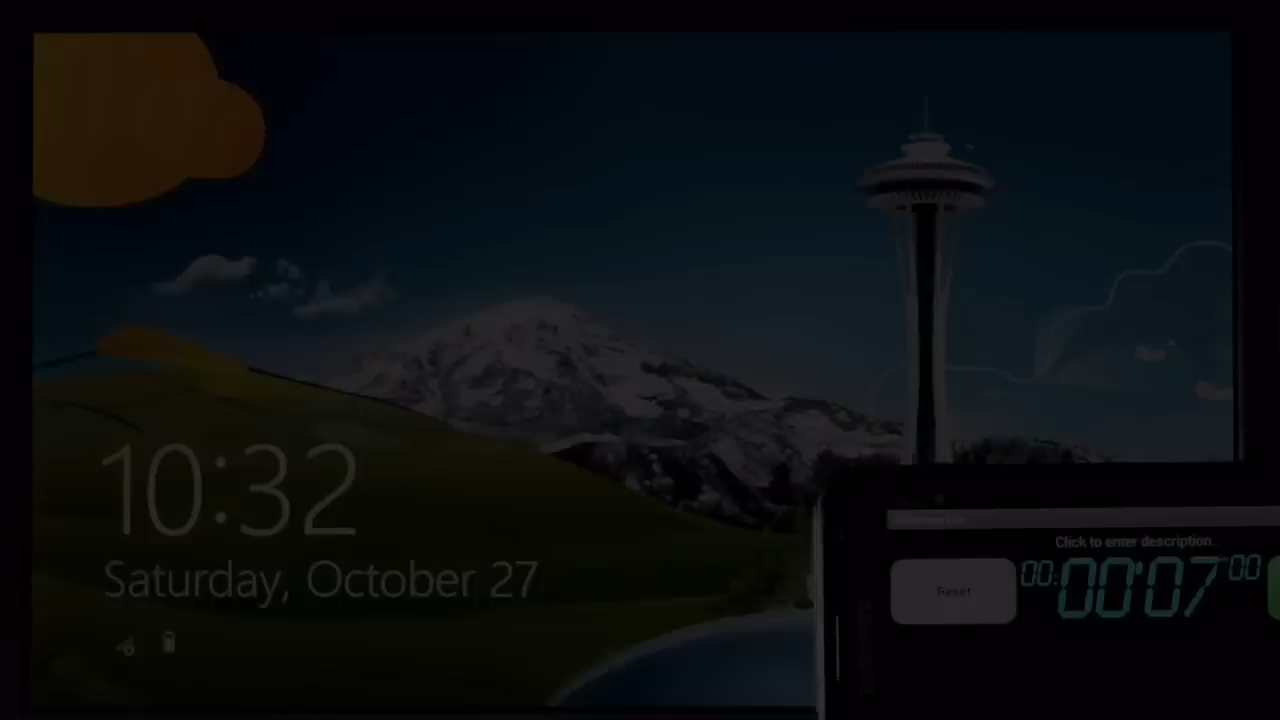 10:32
Saturday, October 27
Click to enter description.
Reset
00:00'07"00